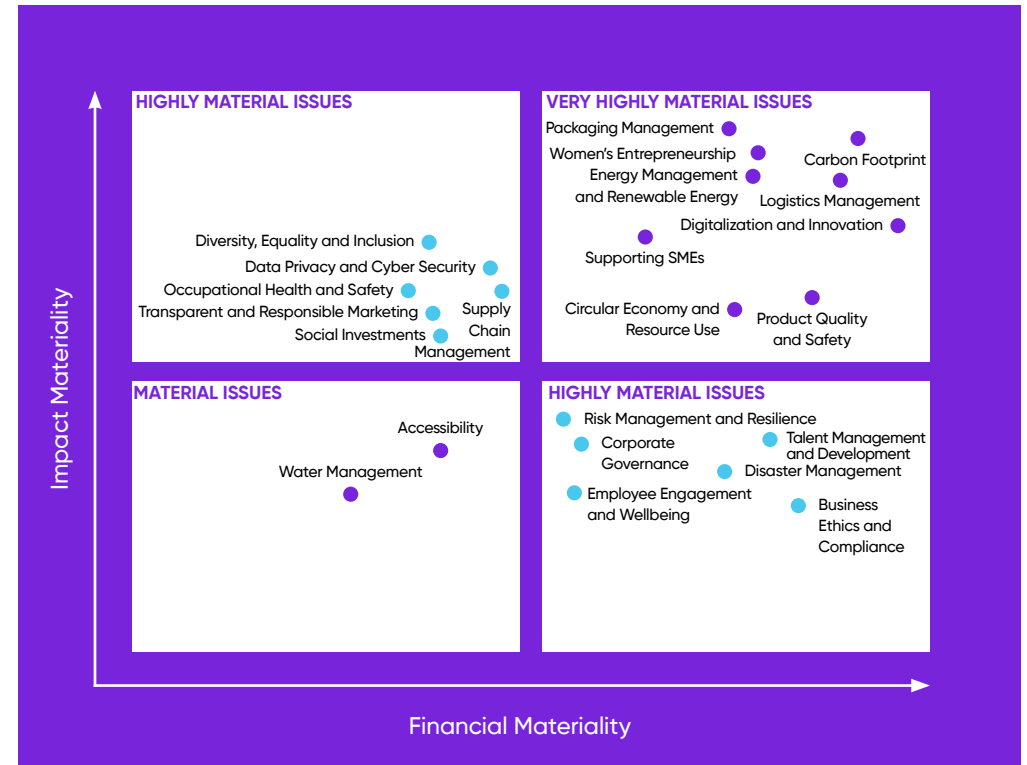 HIGHLY MATERIAL ISSUES
Diversity, Equality and Inclusion
Data Privacy and Cyber Security
Occupational Health and Safety
Transparent and Responsible Marketing
Social Investments
Supply
Chain
Management
VERY HIGHLY MATERIAL ISSUES
Packaging Management
Women’s Entrepreneurship
Energy Management
and Renewable Energy
Carbon Footprint
Logistics Management
Digitalization and Innovation
Supporting SMEs
Circular Economy and
Resource Use
Product Quality
and Safety
MATERIAL ISSUES
Accessibility
Water Management
HIGHLY MATERIAL ISSUES
Risk Management and Resilience
Corporate
Governance
Talent Management
and Development
Disaster Management
Employee Engagement
and Wellbeing
Business
Ethics and
Compliance
Impact Materiality
Financial Materiality